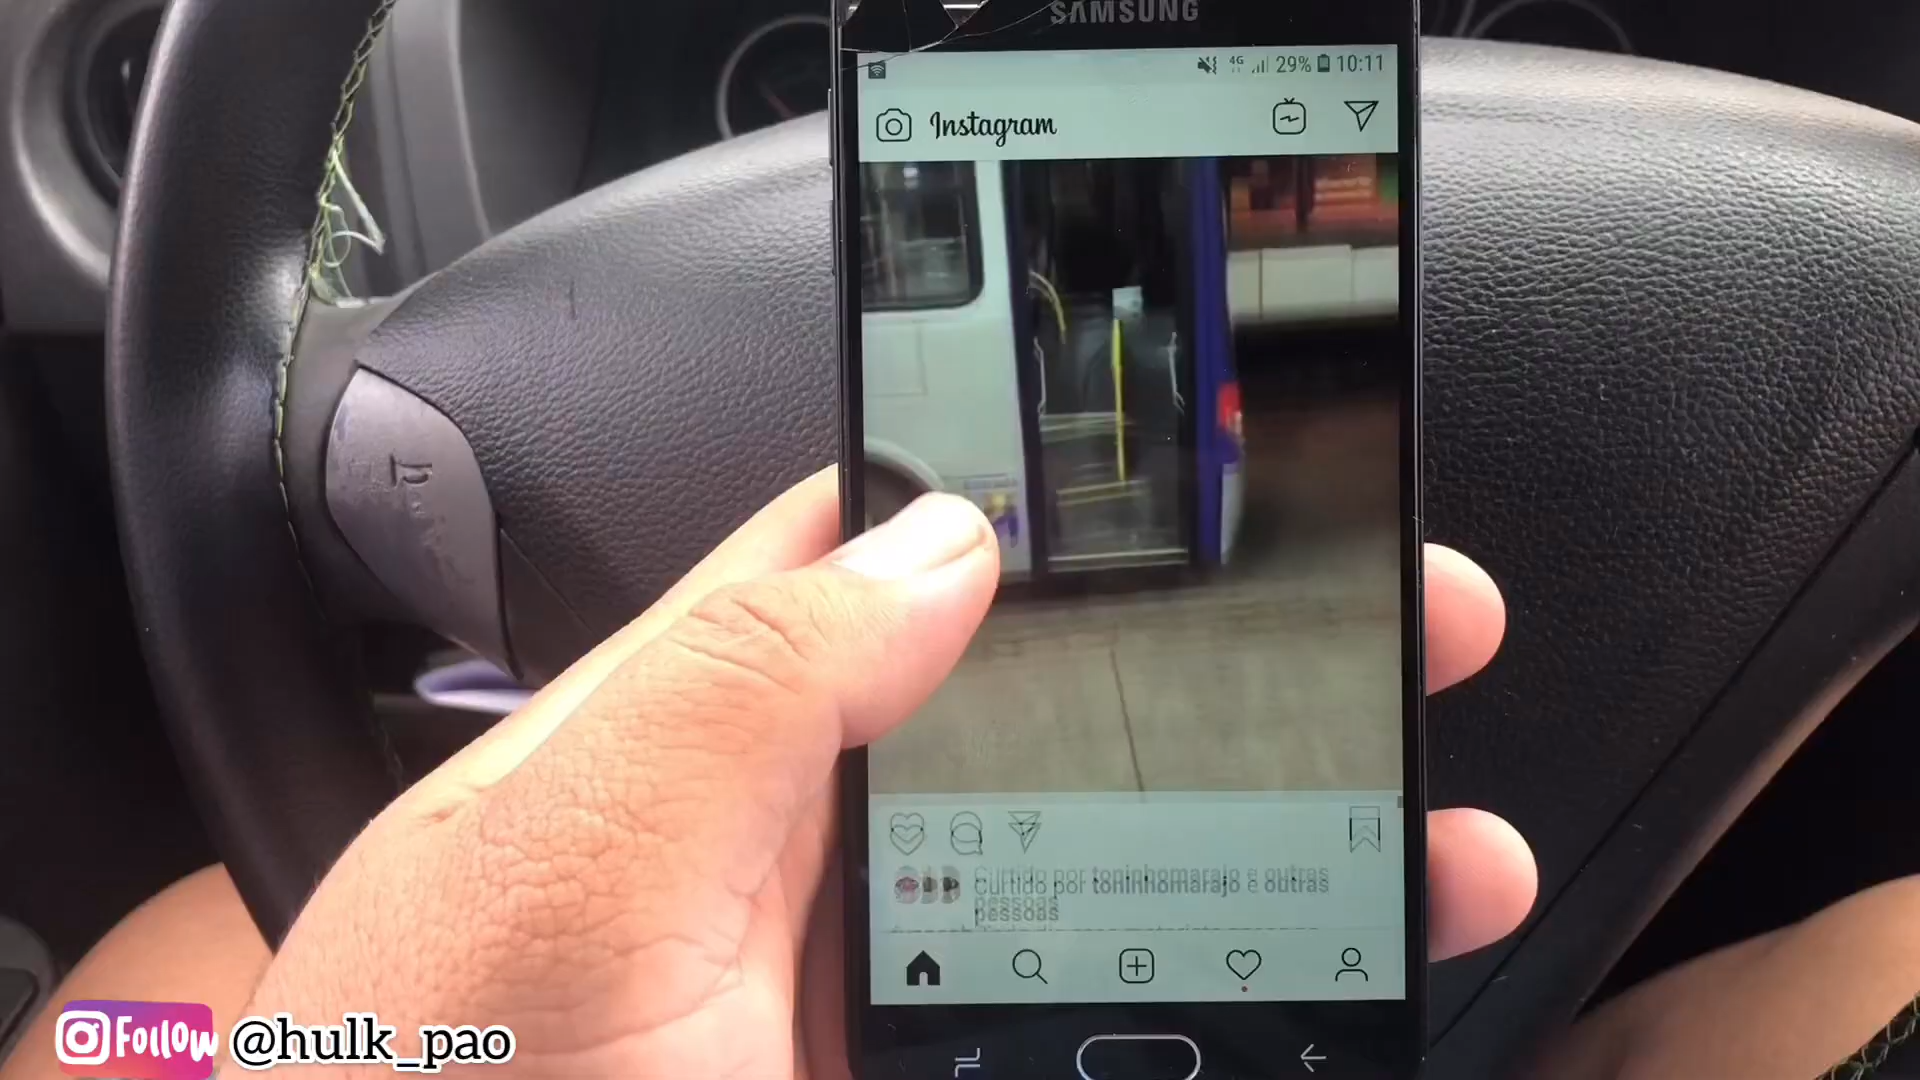 SAMSUNG
4G 29% 10:11
Instagram
Curtido por toninhomarajo e outras
pessoas
Follow @hulk_pao